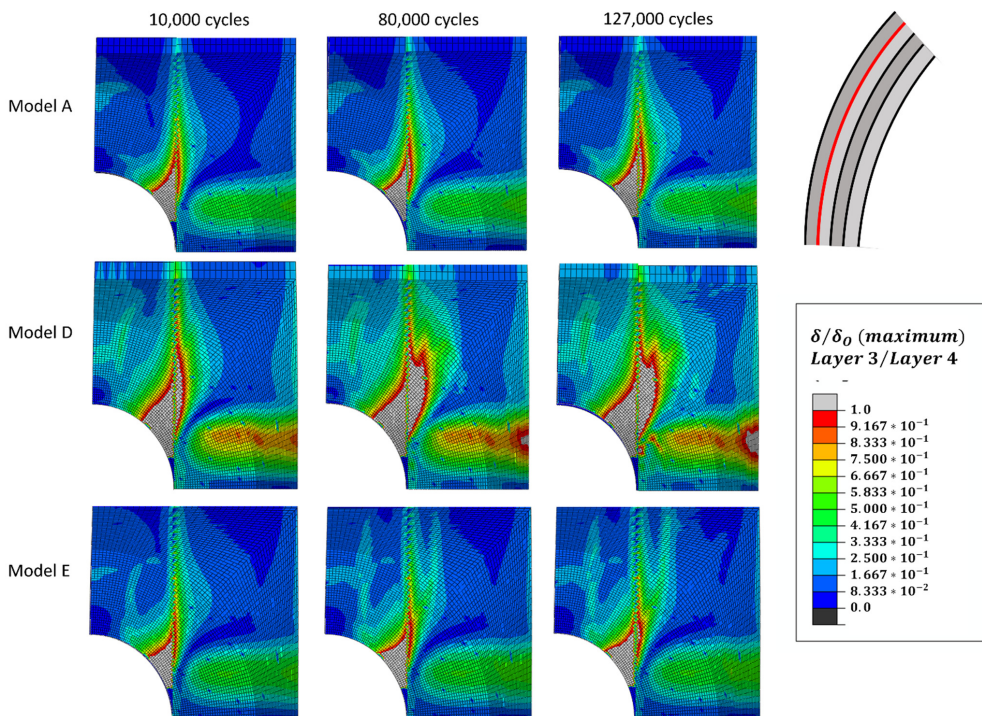 10,000 cycles
80,000 cycles
127,000 cycles
Model A
Model D
Model E
δ/δ₀ (maximum)
Layer 3/Layer 4
1.0
9.167 * 10⁻¹
8.333 * 10⁻¹
7.500 * 10⁻¹
6.667 * 10⁻¹
5.833 * 10⁻¹
5.000 * 10⁻¹
4.167 * 10⁻¹
3.333 * 10⁻¹
2.500 * 10⁻¹
1.667 * 10⁻¹
8.333 * 10⁻²
0.0